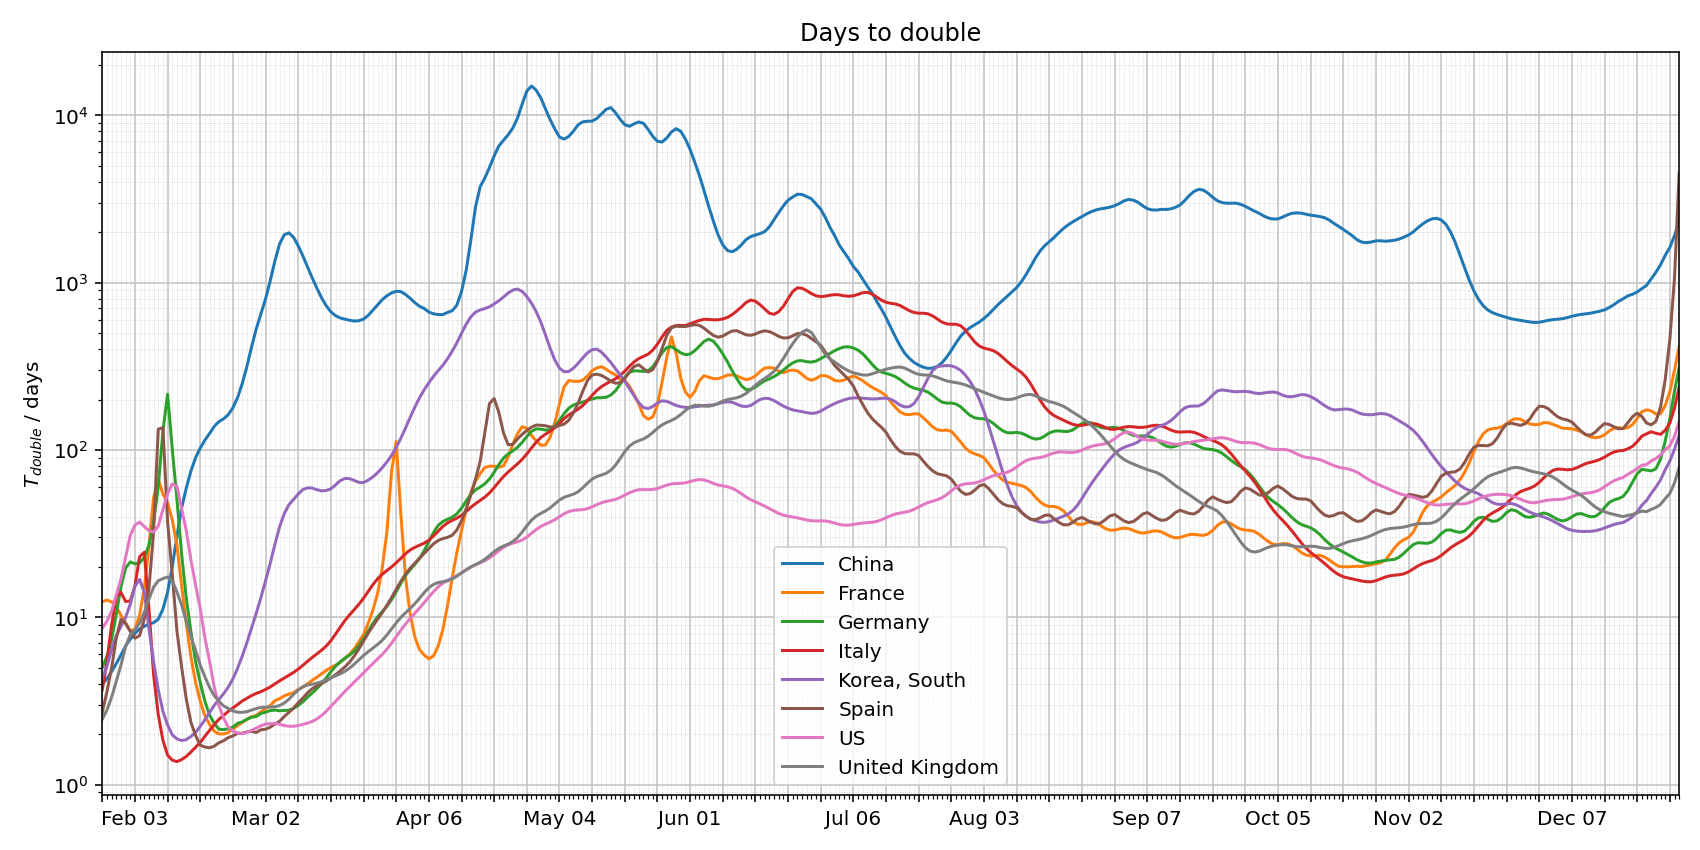 Days to double
T_double / days
10^4
10^3
10^2
10^1
10^0
China
France
Germany
Italy
Korea, South
Spain
US
United Kingdom
Feb 03 Mar 02 Apr 06 May 04 Jun 01 Jul 06 Aug 03 Sep 07 Oct 05 Nov 02 Dec 07